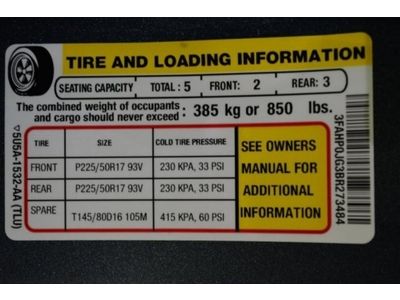 TIRE AND LOADING INFORMATION
SEATING CAPACITY TOTAL : 5 FRONT: 2 REAR: 3
The combined weight of occupants
and cargo should never exceed : 385 kg or 850 lbs.
TIRE SIZE COLD TIRE PRESSURE
FRONT P225/50R17 93V 230 KPA, 33 PSI
REAR P225/50R17 93V 230 KPA, 33 PSI
SPARE T145/80D16 105M 415 KPA, 60 PSI
SEE OWNERS
MANUAL FOR
ADDITIONAL
INFORMATION
5U5A-1532-AA (TLU)
3FAHP0JG3BR273484